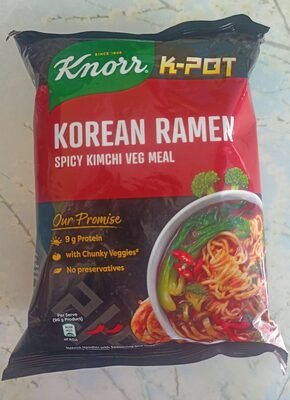 SINCE 1838
Knorr
K-POT
KOREAN RAMEN
SPICY KIMCHI VEG MEAL
Our Promise
9 g Protein
with Chunky Veggies*
No preservatives
Per Serve